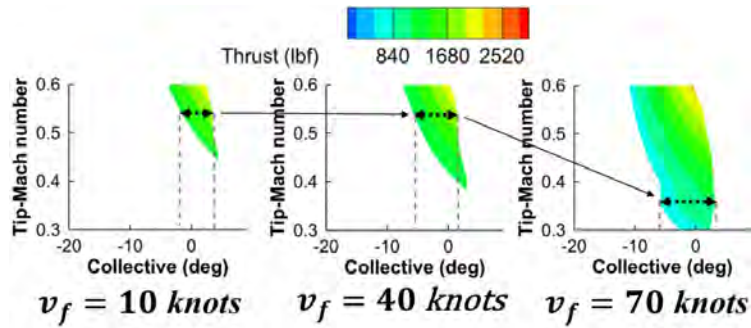 Thrust (lbf) 840 1680 2520
Tip-Mach number
0.6
0.5
0.4
0.3
-20 -10 0
Collective (deg)
v_f = 10 knots
Tip-Mach number
0.6
0.5
0.4
0.3
-20 -10 0
Collective (deg)
v_f = 40 knots
Tip-Mach number
0.6
0.5
0.4
0.3
-20 -10 0
Collective (deg)
v_f = 70 knots